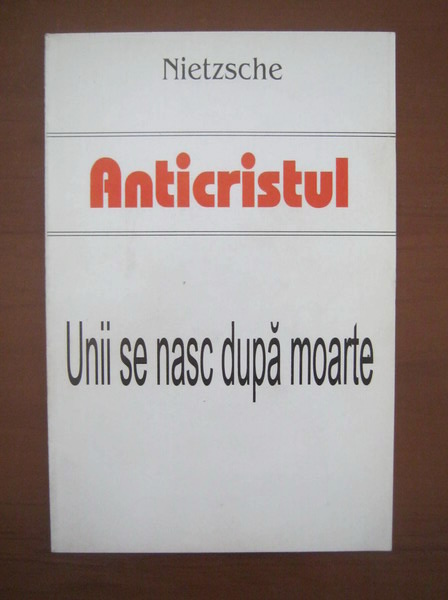 Nietzsche
Anticristul
Unii se nasc după moarte